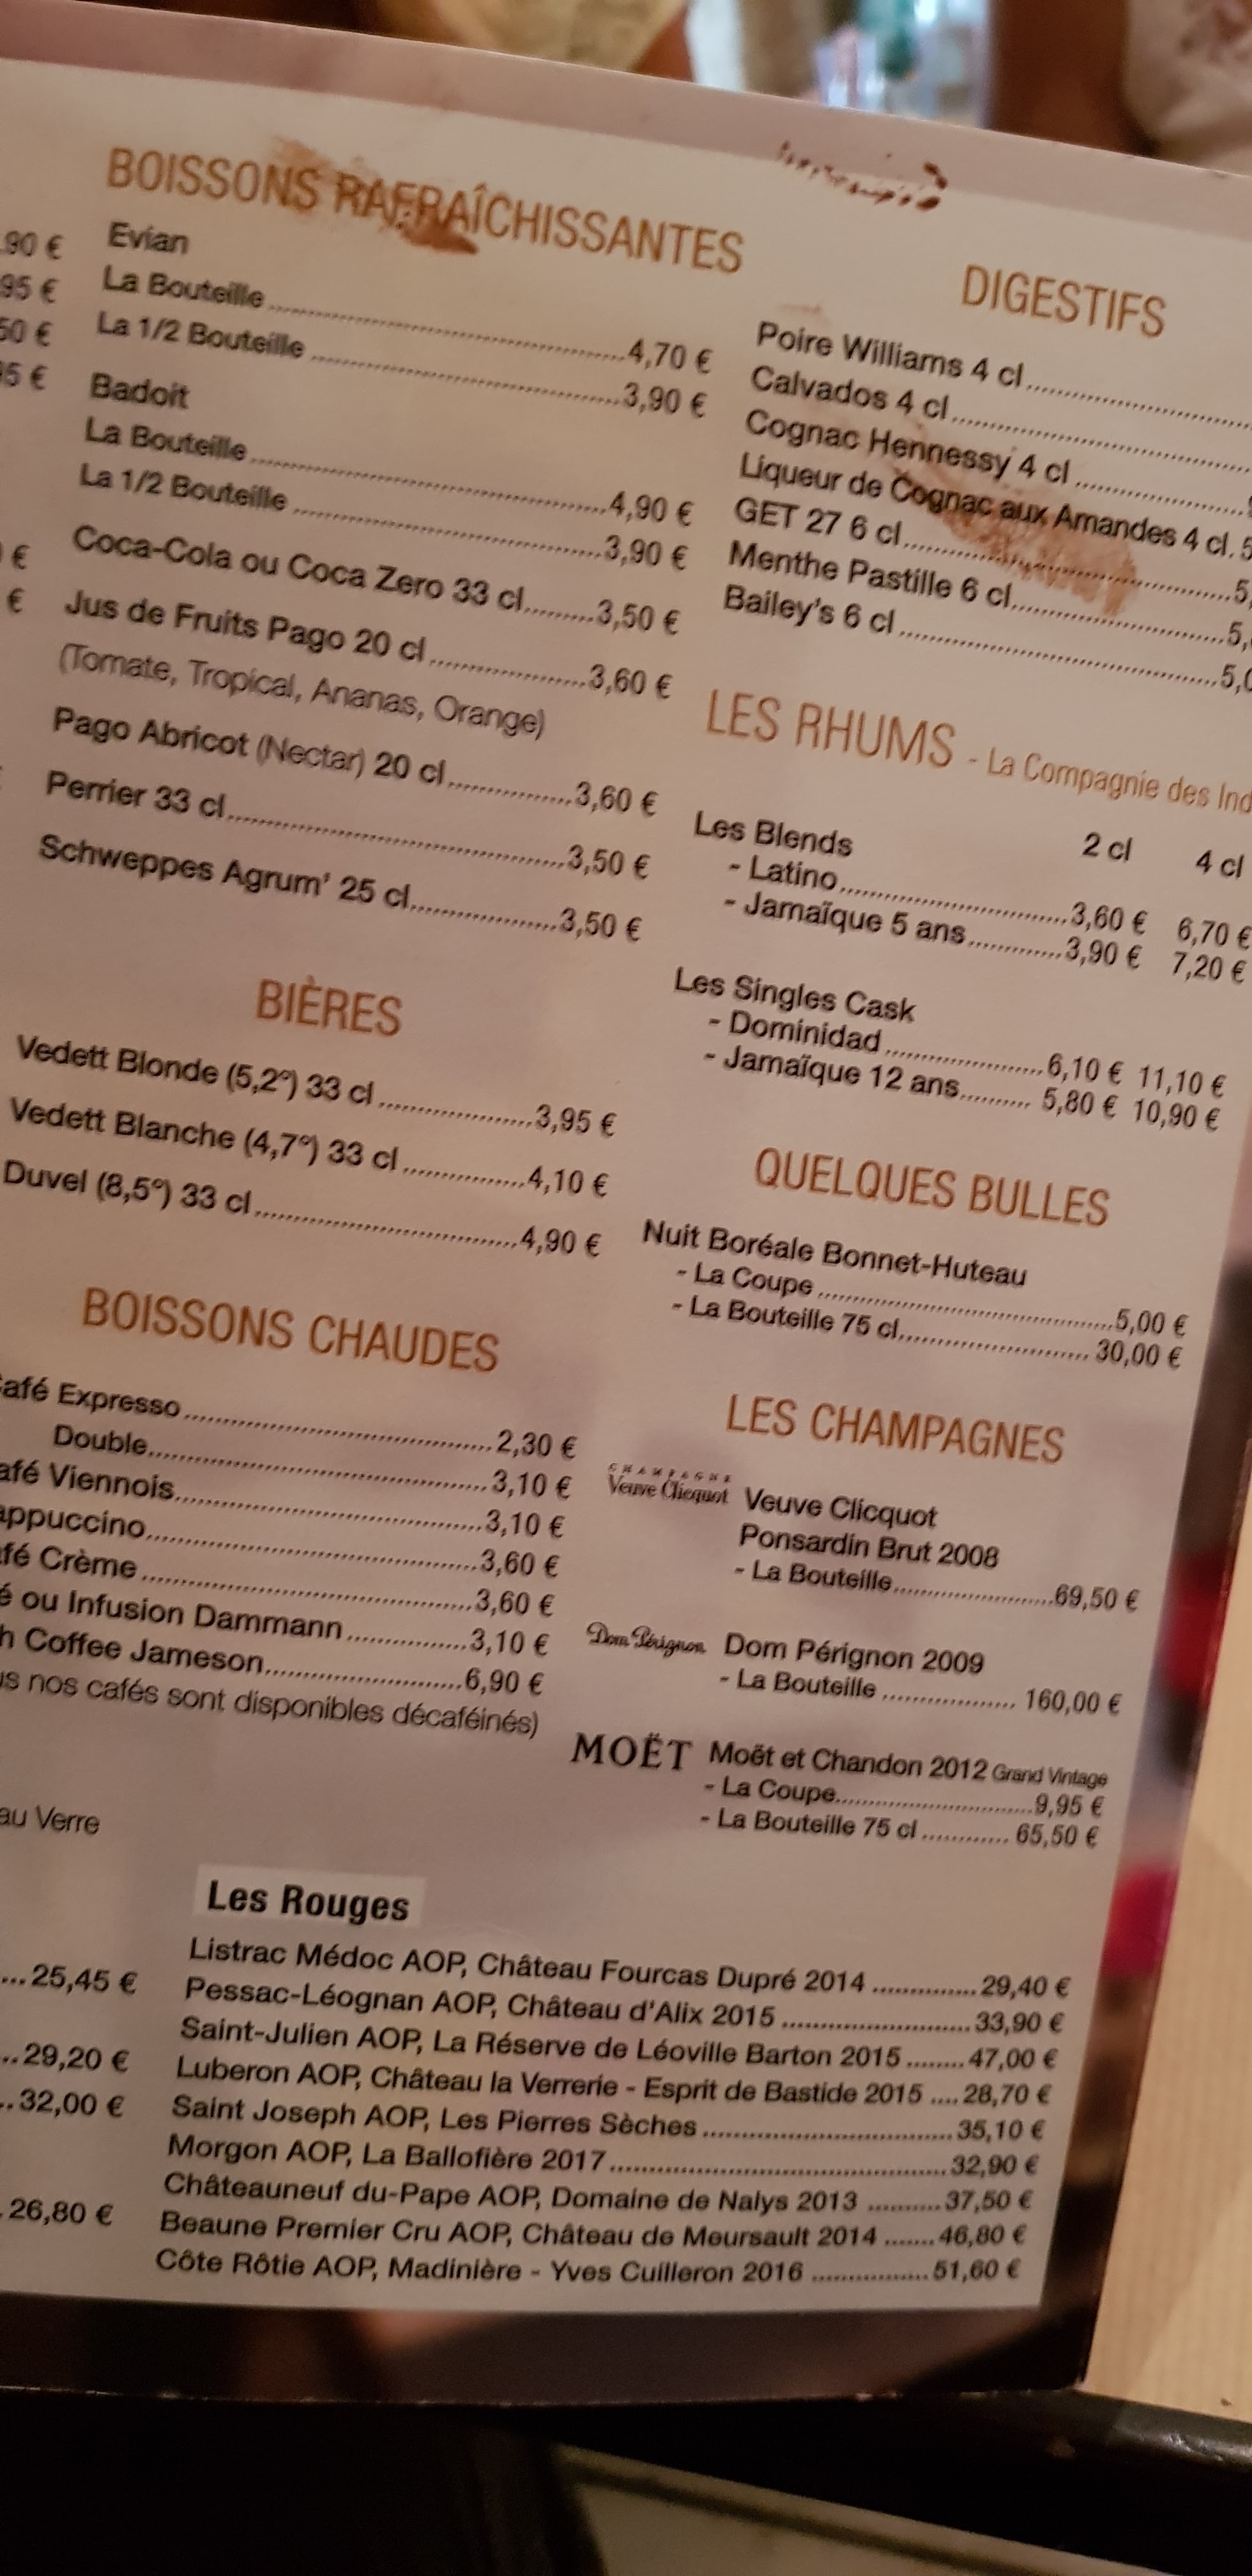 BOISSONS RAFRAÎCHISSANTES
Evian
La Bouteille ... 4,70 €
La 1/2 Bouteille ... 3,90 €
Badoit
La Bouteille ... 4,90 €
La 1/2 Bouteille ... 3,90 €
Coca-Cola ou Coca Zero 33 cl ... 3,50 €
Jus de Fruits Pago 20 cl ... 3,60 €
(Tomate, Tropical, Ananas, Orange)
Pago Abricot (Nectar) 20 cl ... 3,60 €
Perrier 33 cl ... 3,50 €
Schweppes Agrum' 25 cl ... 3,50 €
BIÈRES
Vedett Blonde (5,2°) 33 cl ... 3,95 €
Vedett Blanche (4,7°) 33 cl ... 4,10 €
Duvel (8,5°) 33 cl ... 4,90 €
BOISSONS CHAUDES
afé Expresso ... 2,30 €
Double ... 3,10 €
afé Viennois ... 3,10 €
appuccino ... 3,60 €
fé Crème ... 3,60 €
é ou Infusion Dammann ... 3,10 €
h Coffee Jameson ... 6,90 €
us nos cafés sont disponibles décaféinés)
.90 €
95 €
50 €
95 €
€
€
DIGESTIFS
Poire Williams 4 cl ...
Calvados 4 cl ...
Cognac Hennessy 4 cl ...
Liqueur de Cognac aux Amandes 4 cl. 5
GET 27 6 cl ... 5,
Menthe Pastille 6 cl ... 5,
Bailey's 6 cl ... 5,0
LES RHUMS - La Compagnie des Ind
Les Blends 2 cl 4 cl
- Latino ... 3,60 € 6,70 €
- Jamaïque 5 ans ... 3,90 € 7,20 €
Les Singles Cask
- Dominidad ... 6,10 € 11,10 €
- Jamaïque 12 ans ... 5,80 € 10,90 €
QUELQUES BULLES
Nuit Boréale Bonnet-Huteau
- La Coupe ... 5,00 €
- La Bouteille 75 cl ... 30,00 €
LES CHAMPAGNES
CHAMPAGNE
Veuve Clicquot
Veuve Clicquot
Ponsardin Brut 2008
- La Bouteille ... 69,50 €
Dom Pérignon Dom Pérignon 2009
- La Bouteille ... 160,00 €
MOËT Moët et Chandon 2012 Grand Vintage
- La Coupe ... 9,95 €
- La Bouteille 75 cl ... 65,50 €
au Verre
... 25,45 €
.. 29,20 €
.. 32,00 €
. 26,80 €
Les Rouges
Listrac Médoc AOP, Château Fourcas Dupré 2014 ... 29,40 €
Pessac-Léognan AOP, Château d'Alix 2015 ... 33,90 €
Saint-Julien AOP, La Réserve de Léoville Barton 2015 ... 47,00 €
Luberon AOP, Château la Verrerie - Esprit de Bastide 2015 .... 28,70 €
Saint Joseph AOP, Les Pierres Sèches ... 35,10 €
Morgon AOP, La Ballofière 2017 ... 32,90 €
Châteauneuf du-Pape AOP, Domaine de Nalys 2013 ... 37,50 €
Beaune Premier Cru AOP, Château de Meursault 2014 ... 46,80 €
Côte Rôtie AOP, Madinière - Yves Cuilleron 2016 ... 51,60 €